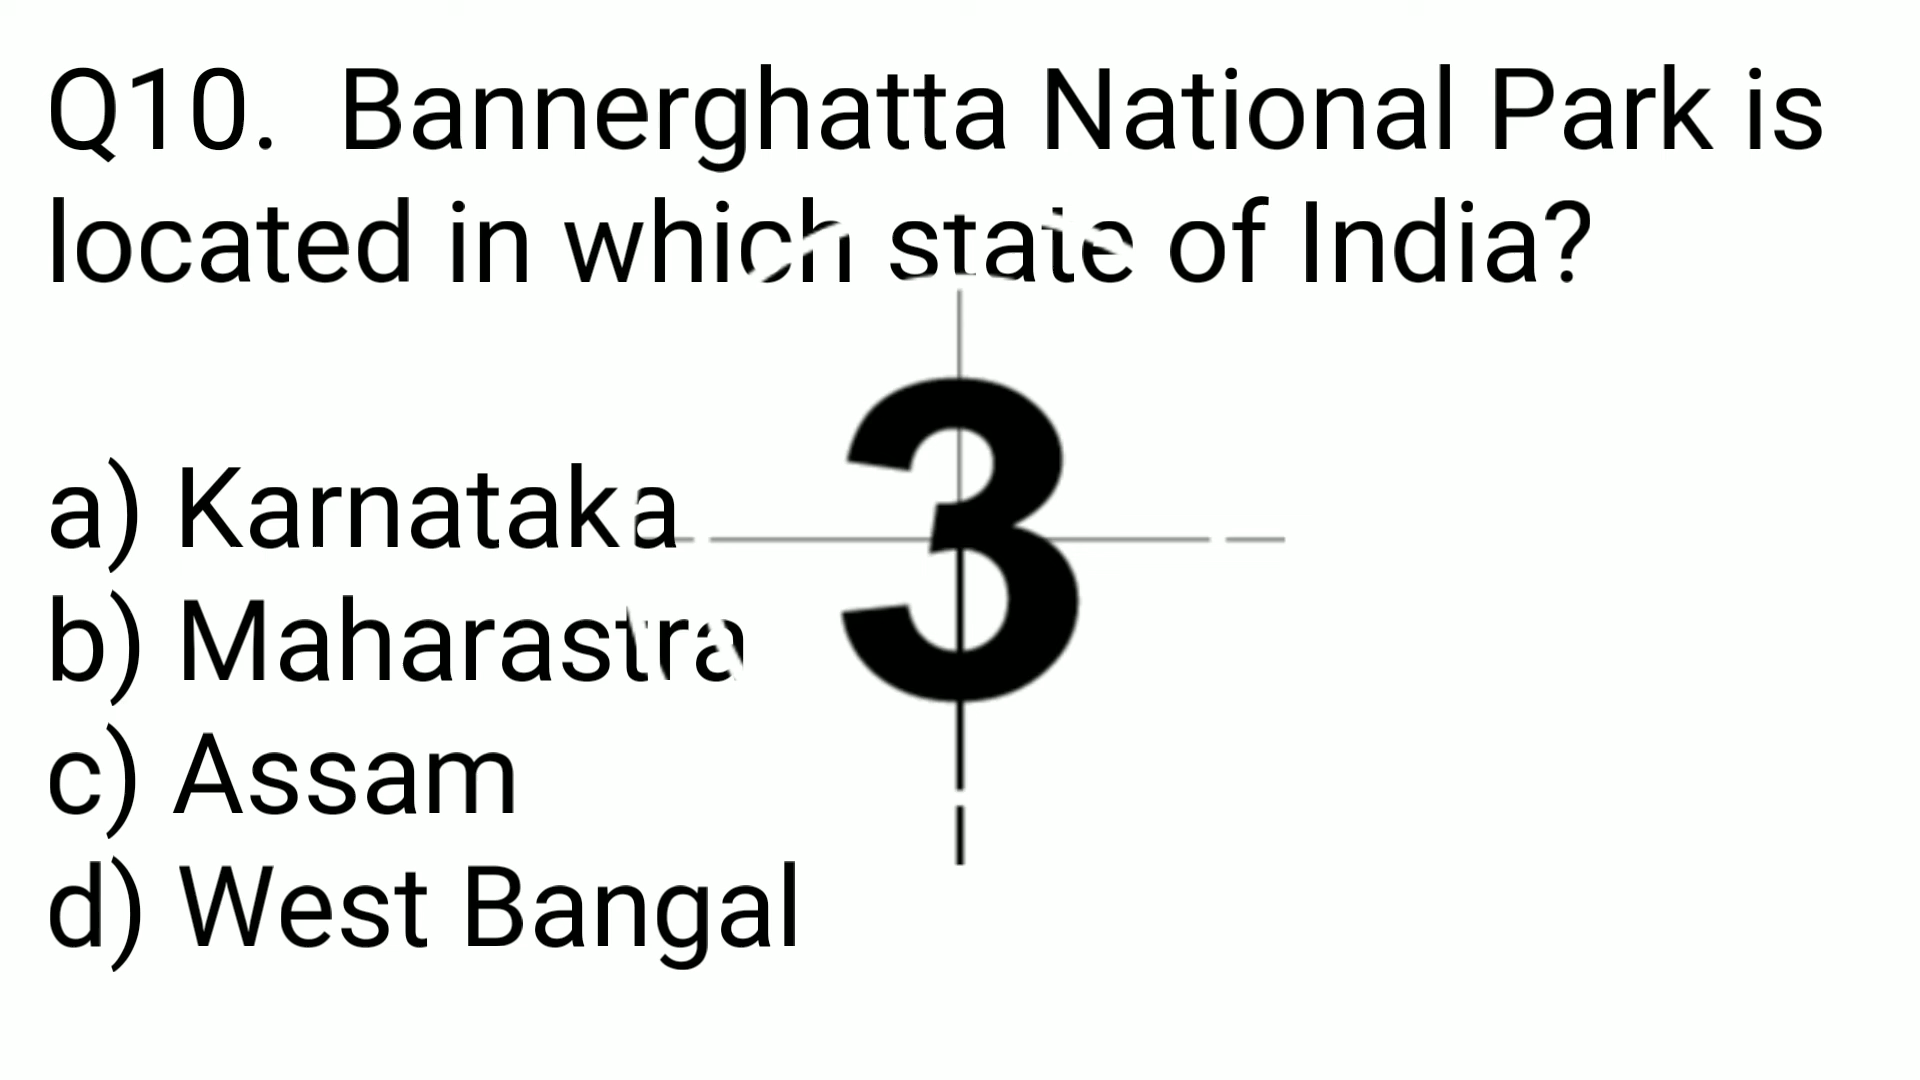 Q10. Bannerghatta National Park is
located in which state of India?
3
a) Karnataka
b) Maharastra
c) Assam
d) West Bangal